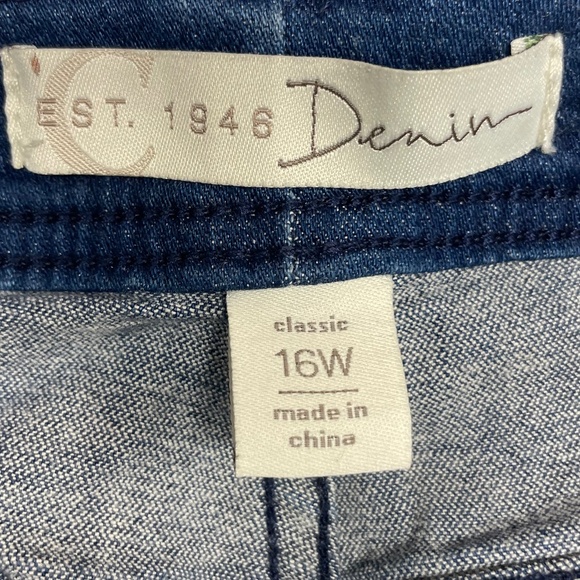 C
EST. 1946 Denim
classic
16W
made in
china